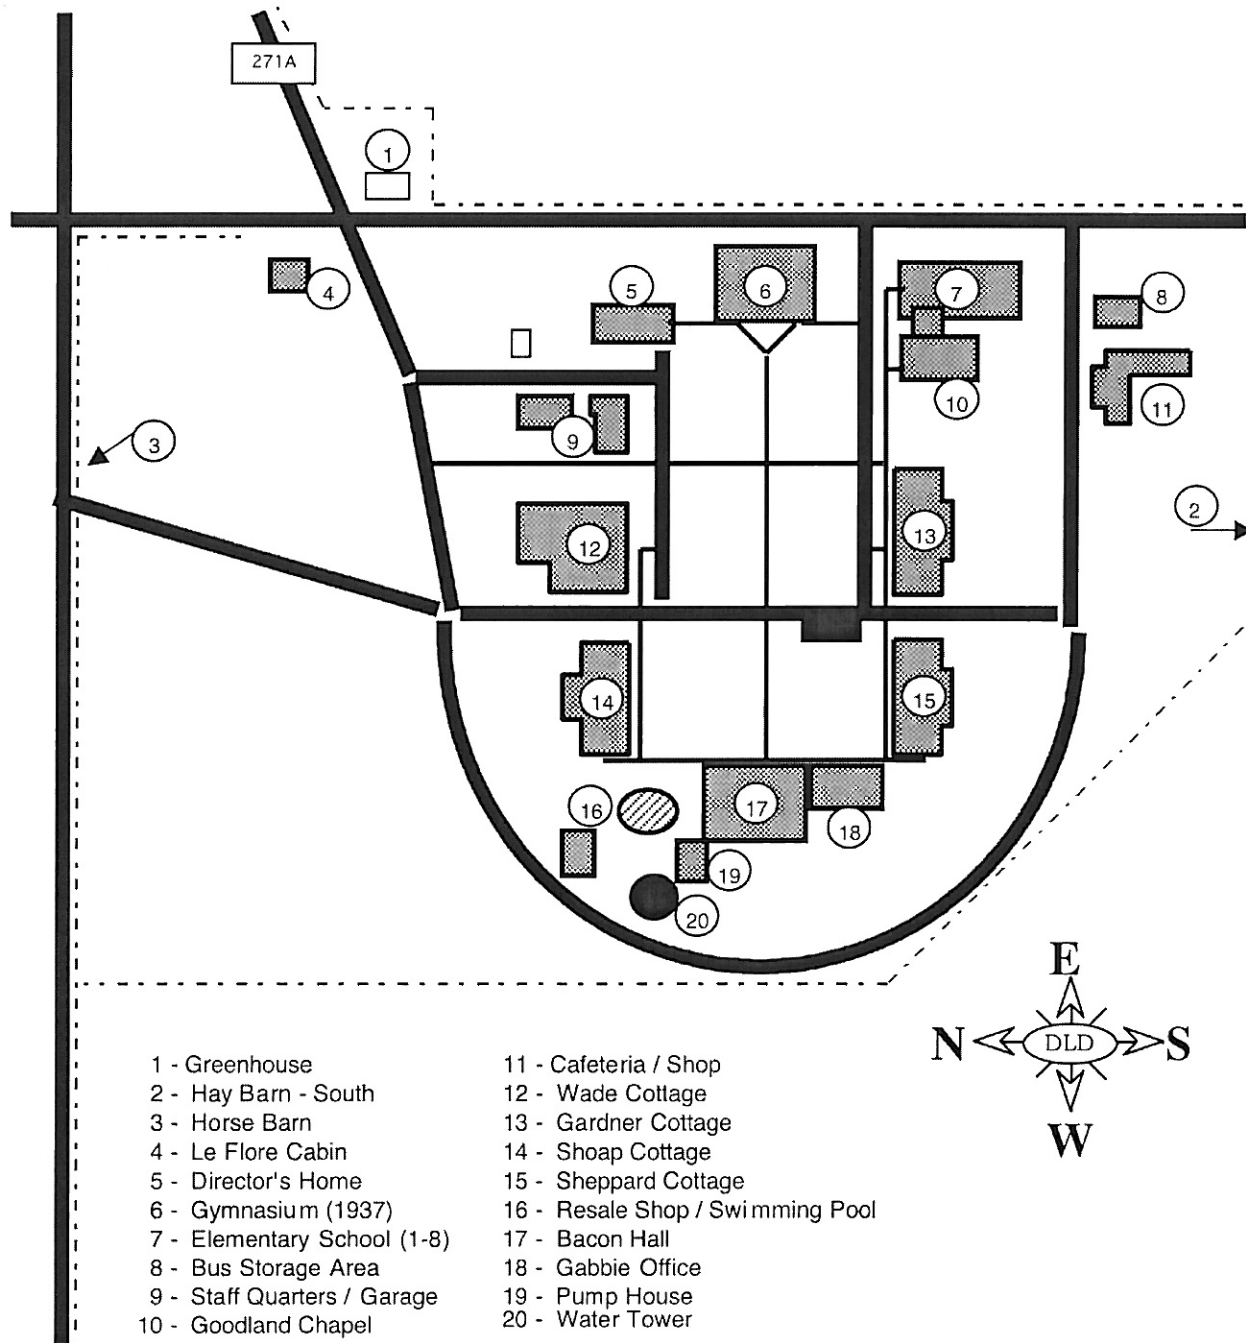 271A
1
4
5
6
7
8
3
9
10
11
2
12
13
14
15
16
17
18
19
20
E
N DLD S
W
1 - Greenhouse
2 - Hay Barn - South
3 - Horse Barn
4 - Le Flore Cabin
5 - Director's Home
6 - Gymnasium (1937)
7 - Elementary School (1-8)
8 - Bus Storage Area
9 - Staff Quarters / Garage
10 - Goodland Chapel
11 - Cafeteria / Shop
12 - Wade Cottage
13 - Gardner Cottage
14 - Shoap Cottage
15 - Sheppard Cottage
16 - Resale Shop / Swimming Pool
17 - Bacon Hall
18 - Gabbie Office
19 - Pump House
20 - Water Tower